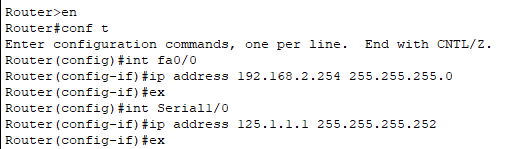 Router>en
Router#conf t
Enter configuration commands, one per line.  End with CNTL/Z.
Router(config)#int fa0/0
Router(config-if)#ip address 192.168.2.254 255.255.255.0
Router(config-if)#ex
Router(config)#int Serial1/0
Router(config-if)#ip address 125.1.1.1 255.255.255.252
Router(config-if)#ex